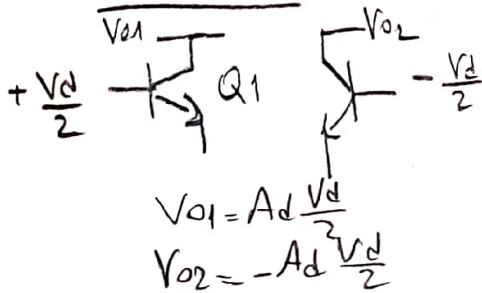 Vo1 Vo2
+ Vd/2 Q1 - Vd/2
Vo1 = Ad Vd/2
Vo2 = -Ad Vd/2